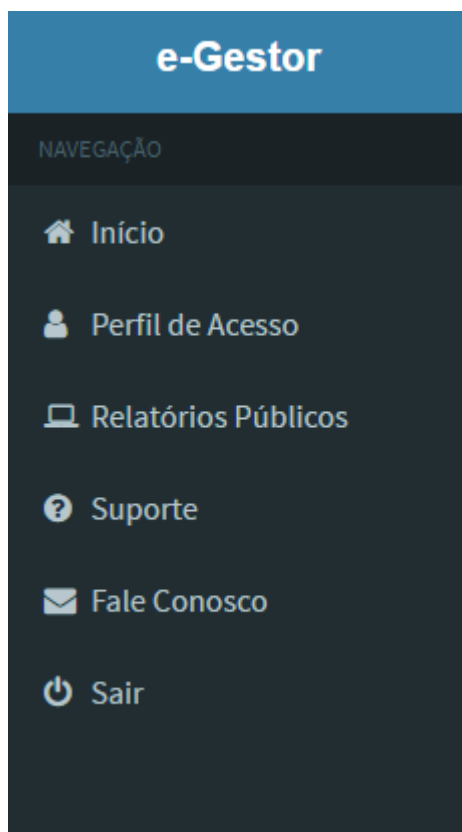 e-Gestor
NAVEGAÇÃO
Início
Perfil de Acesso
Relatórios Públicos
Suporte
Fale Conosco
Sair